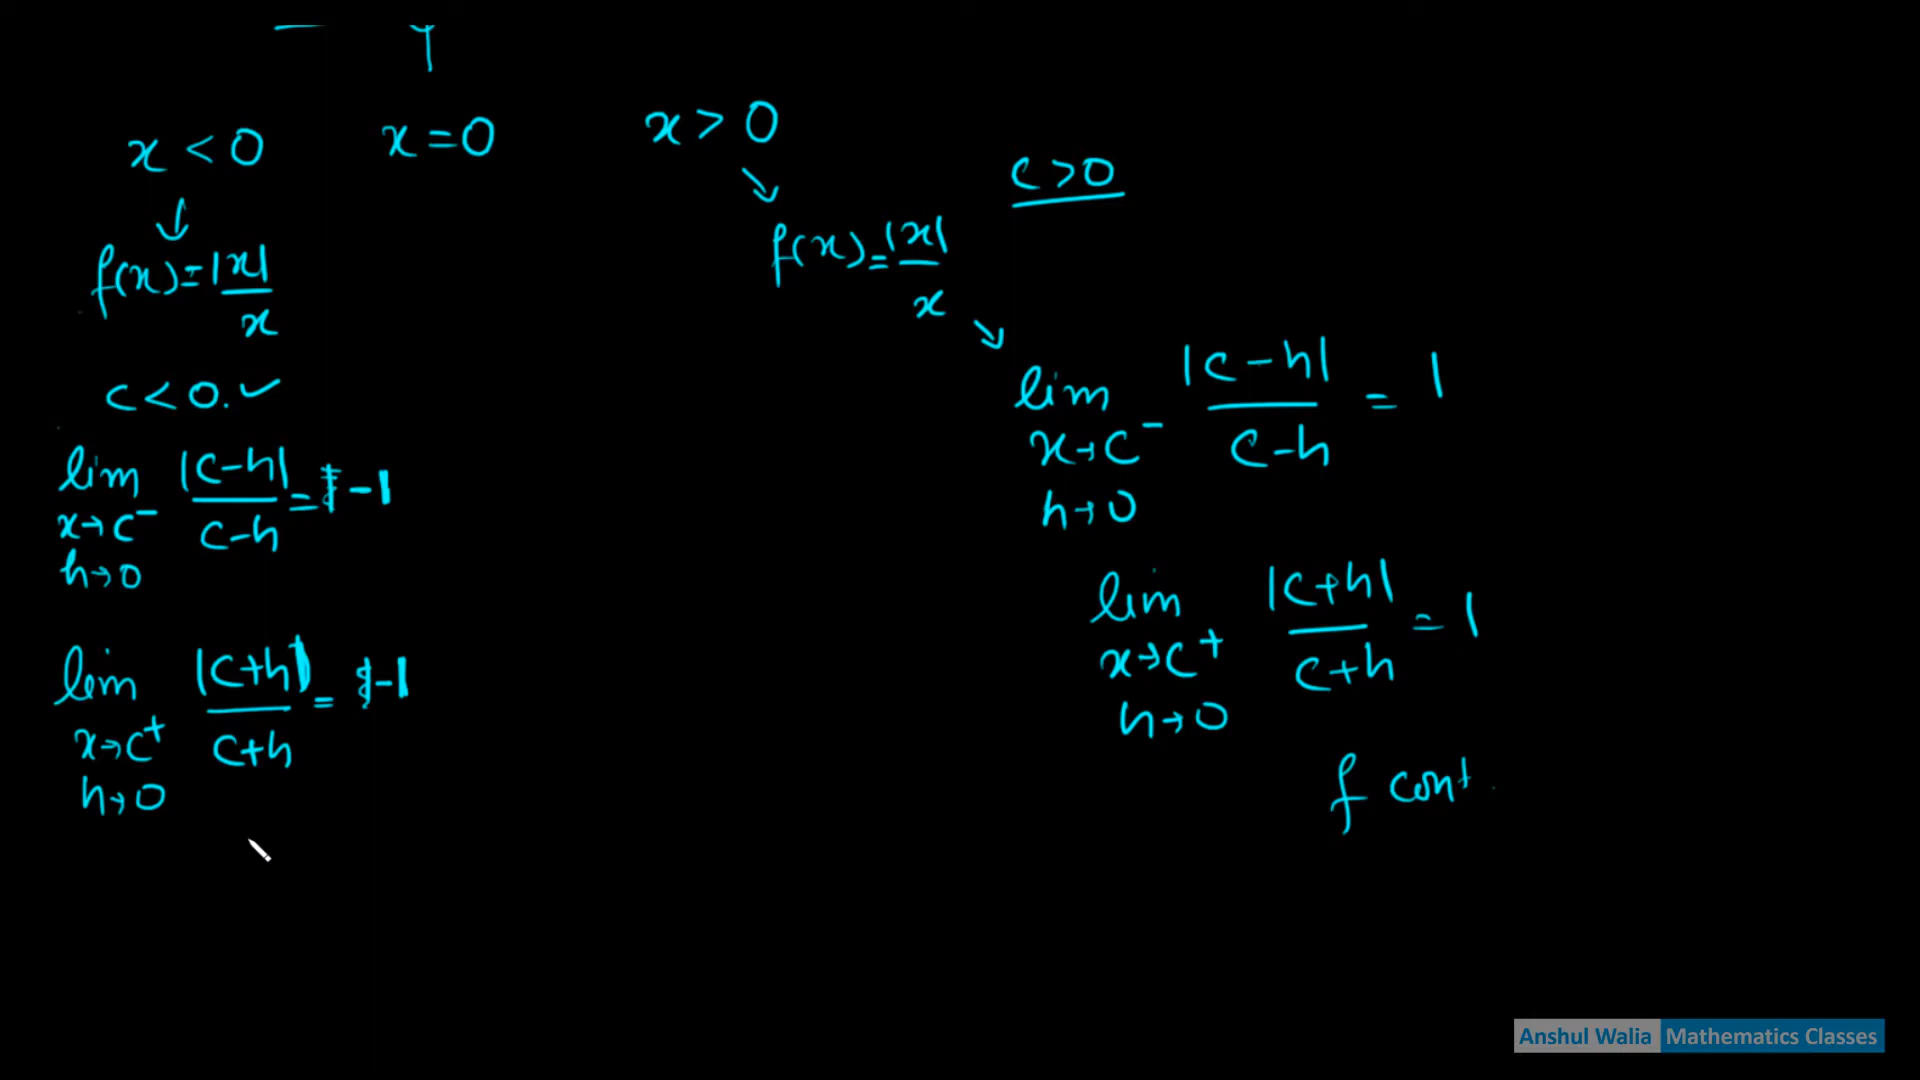 x < 0
x = 0
x > 0
c > 0
f(x) = |x| / x
c < 0. ✓
lim x→c⁻ h→0 |c-h| / c-h = -1
lim x→c⁺ h→0 |c+h| / c+h = -1
f(x) = |x| / x
lim x→c⁻ h→0 |c-h| / c-h = 1
lim x→c⁺ h→0 |c+h| / c+h = 1
f cont.
Anshul Walia Mathematics Classes